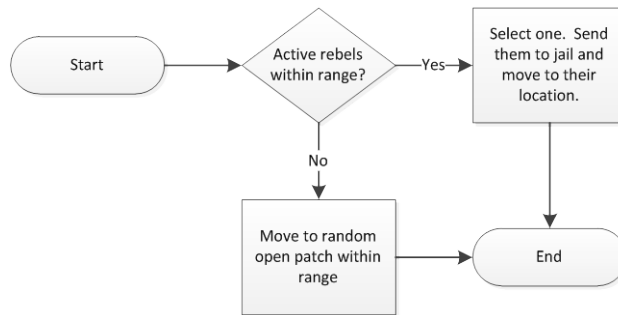 Start
Active rebels
within range?
Yes
Select one.  Send
them to jail and
move to their
location.
No
Move to random
open patch within
range
End